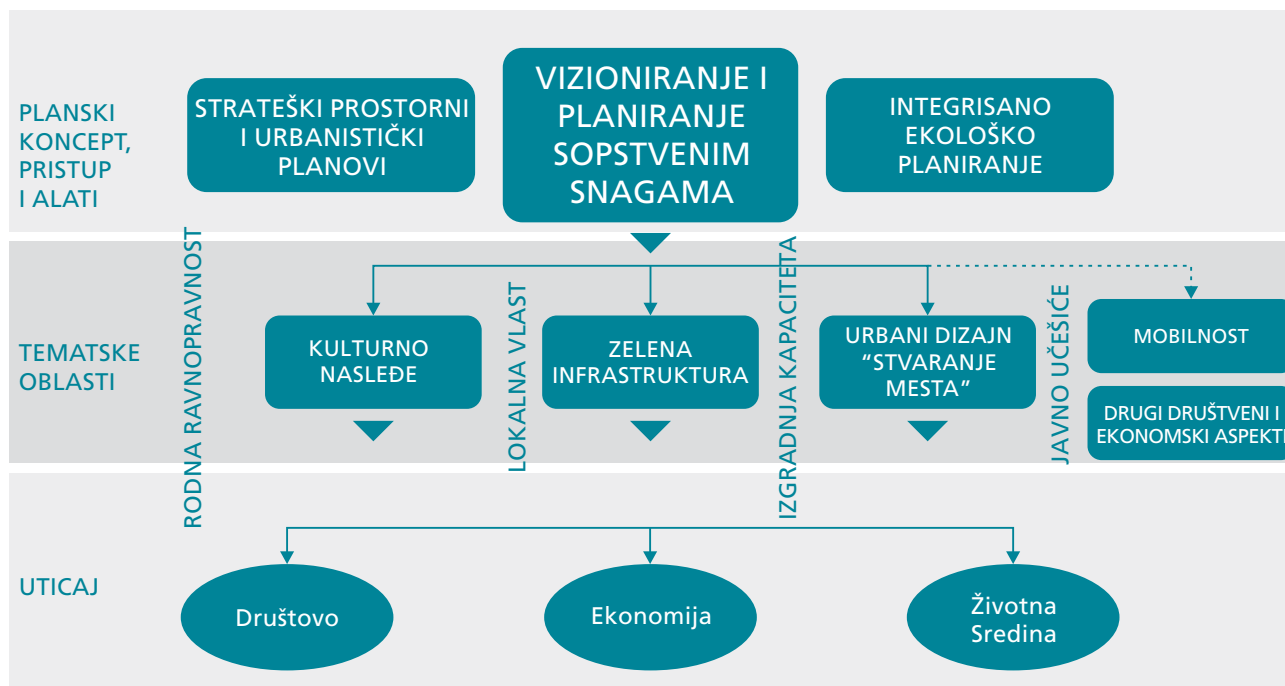 PLANSKI
KONCEPT,
PRISTUP
I ALATI
STRATEŠKI PROSTORNI
I URBANISTIČKI
PLANOVI
VIZIONIRANJE I
PLANIRANJE
SOPSTVENIM
SNAGAMA
INTEGRISANO
EKOLOŠKO
PLANIRANJE
TEMATSKE
OBLASTI
RODNA RAVNOPRAVNOST
KULTURNO
NASLEĐE
LOKALNA VLAST
ZELENA
INFRASTRUKTURA
IZGRADNJA KAPACITETA
URBANI DIZAJN
“STVARANJE
MESTA”
JAVNO UČEŠIĆE
MOBILNOST
DRUGI DRUŠTVENI I
EKONOMSKI ASPEKTI
UTICAJ
Društovo
Ekonomija
Životna
Sredina